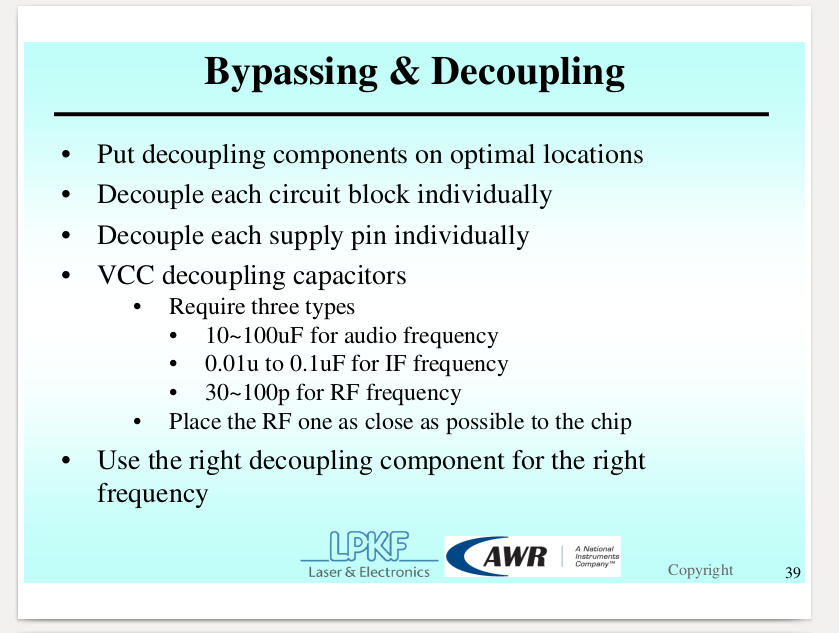 Bypassing & Decoupling
• Put decoupling components on optimal locations
• Decouple each circuit block individually
• Decouple each supply pin individually
• VCC decoupling capacitors
• Require three types
• 10~100uF for audio frequency
• 0.01u to 0.1uF for IF frequency
• 30~100p for RF frequency
• Place the RF one as close as possible to the chip
• Use the right decoupling component for the right
frequency
LPKF
Laser & Electronics
AWR
A National
Instruments
Company™
Copyright
39